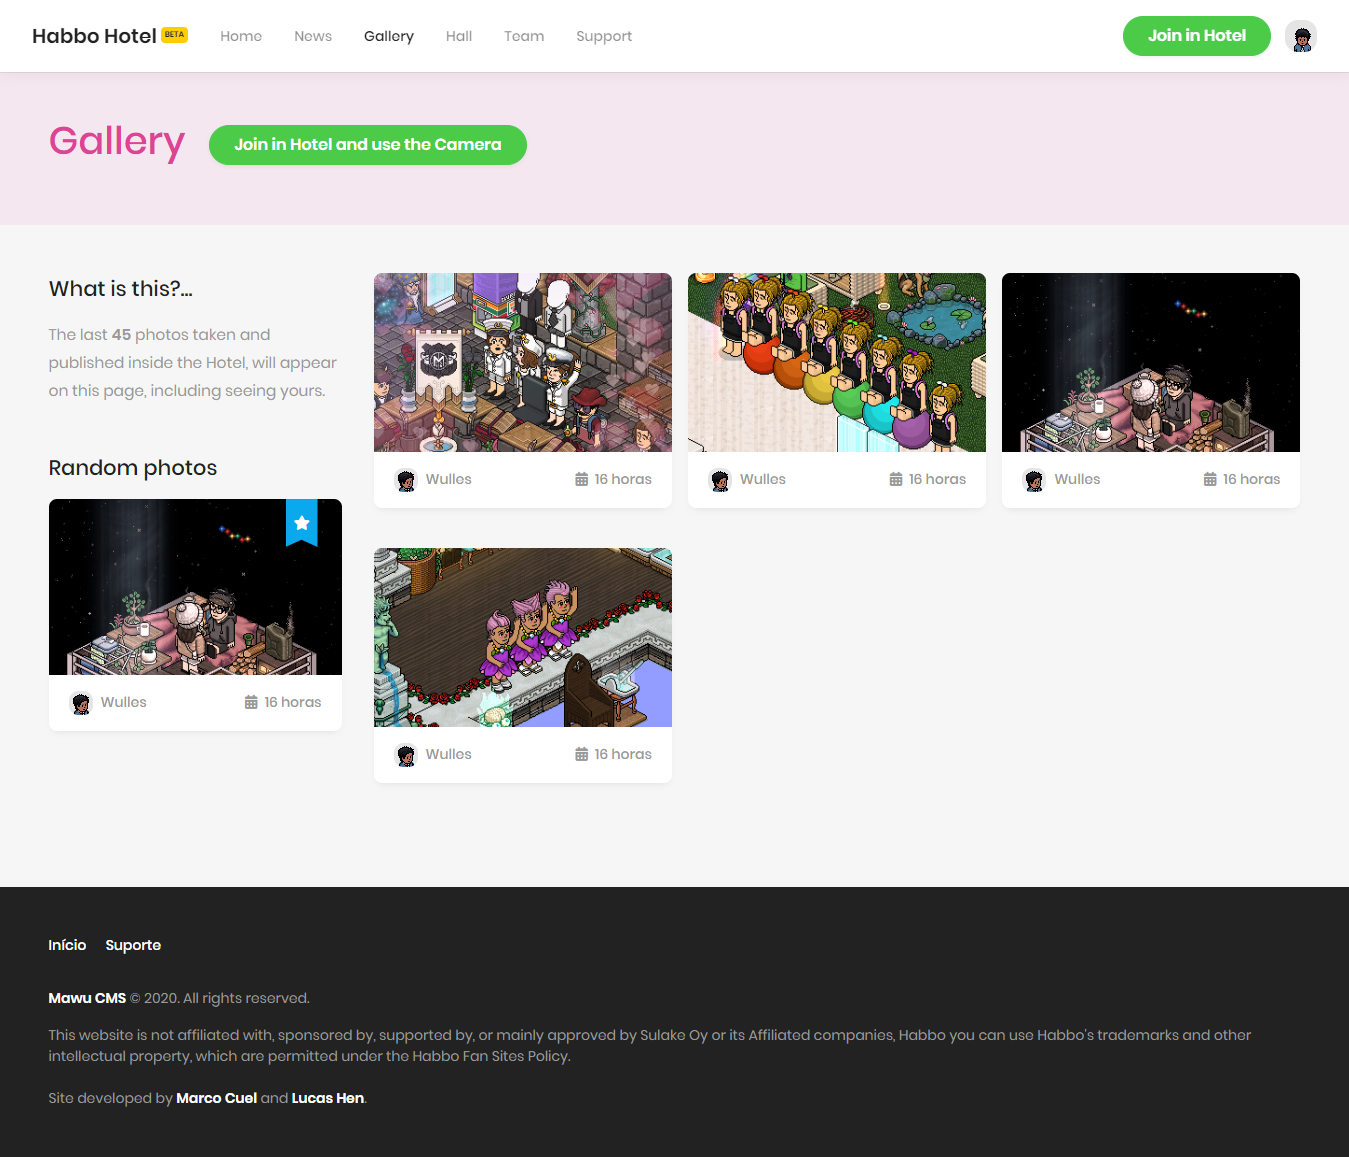 Habbo Hotel BETA Home News Gallery Hall Team Support Join in Hotel
Gallery Join in Hotel and use the Camera
What is this?...
The last 45 photos taken and
published inside the Hotel, will appear
on this page, including seeing yours.
Random photos
Wulles 16 horas
Wulles 16 horas
Wulles 16 horas
Wulles 16 horas
Wulles 16 horas
Início Suporte
Mawu CMS © 2020. All rights reserved.
This website is not affiliated with, sponsored by, supported by, or mainly approved by Sulake Oy or its Affiliated companies, Habbo you can use Habbo's trademarks and other
intellectual property, which are permitted under the Habbo Fan Sites Policy.
Site developed by Marco Cuel and Lucas Hen.